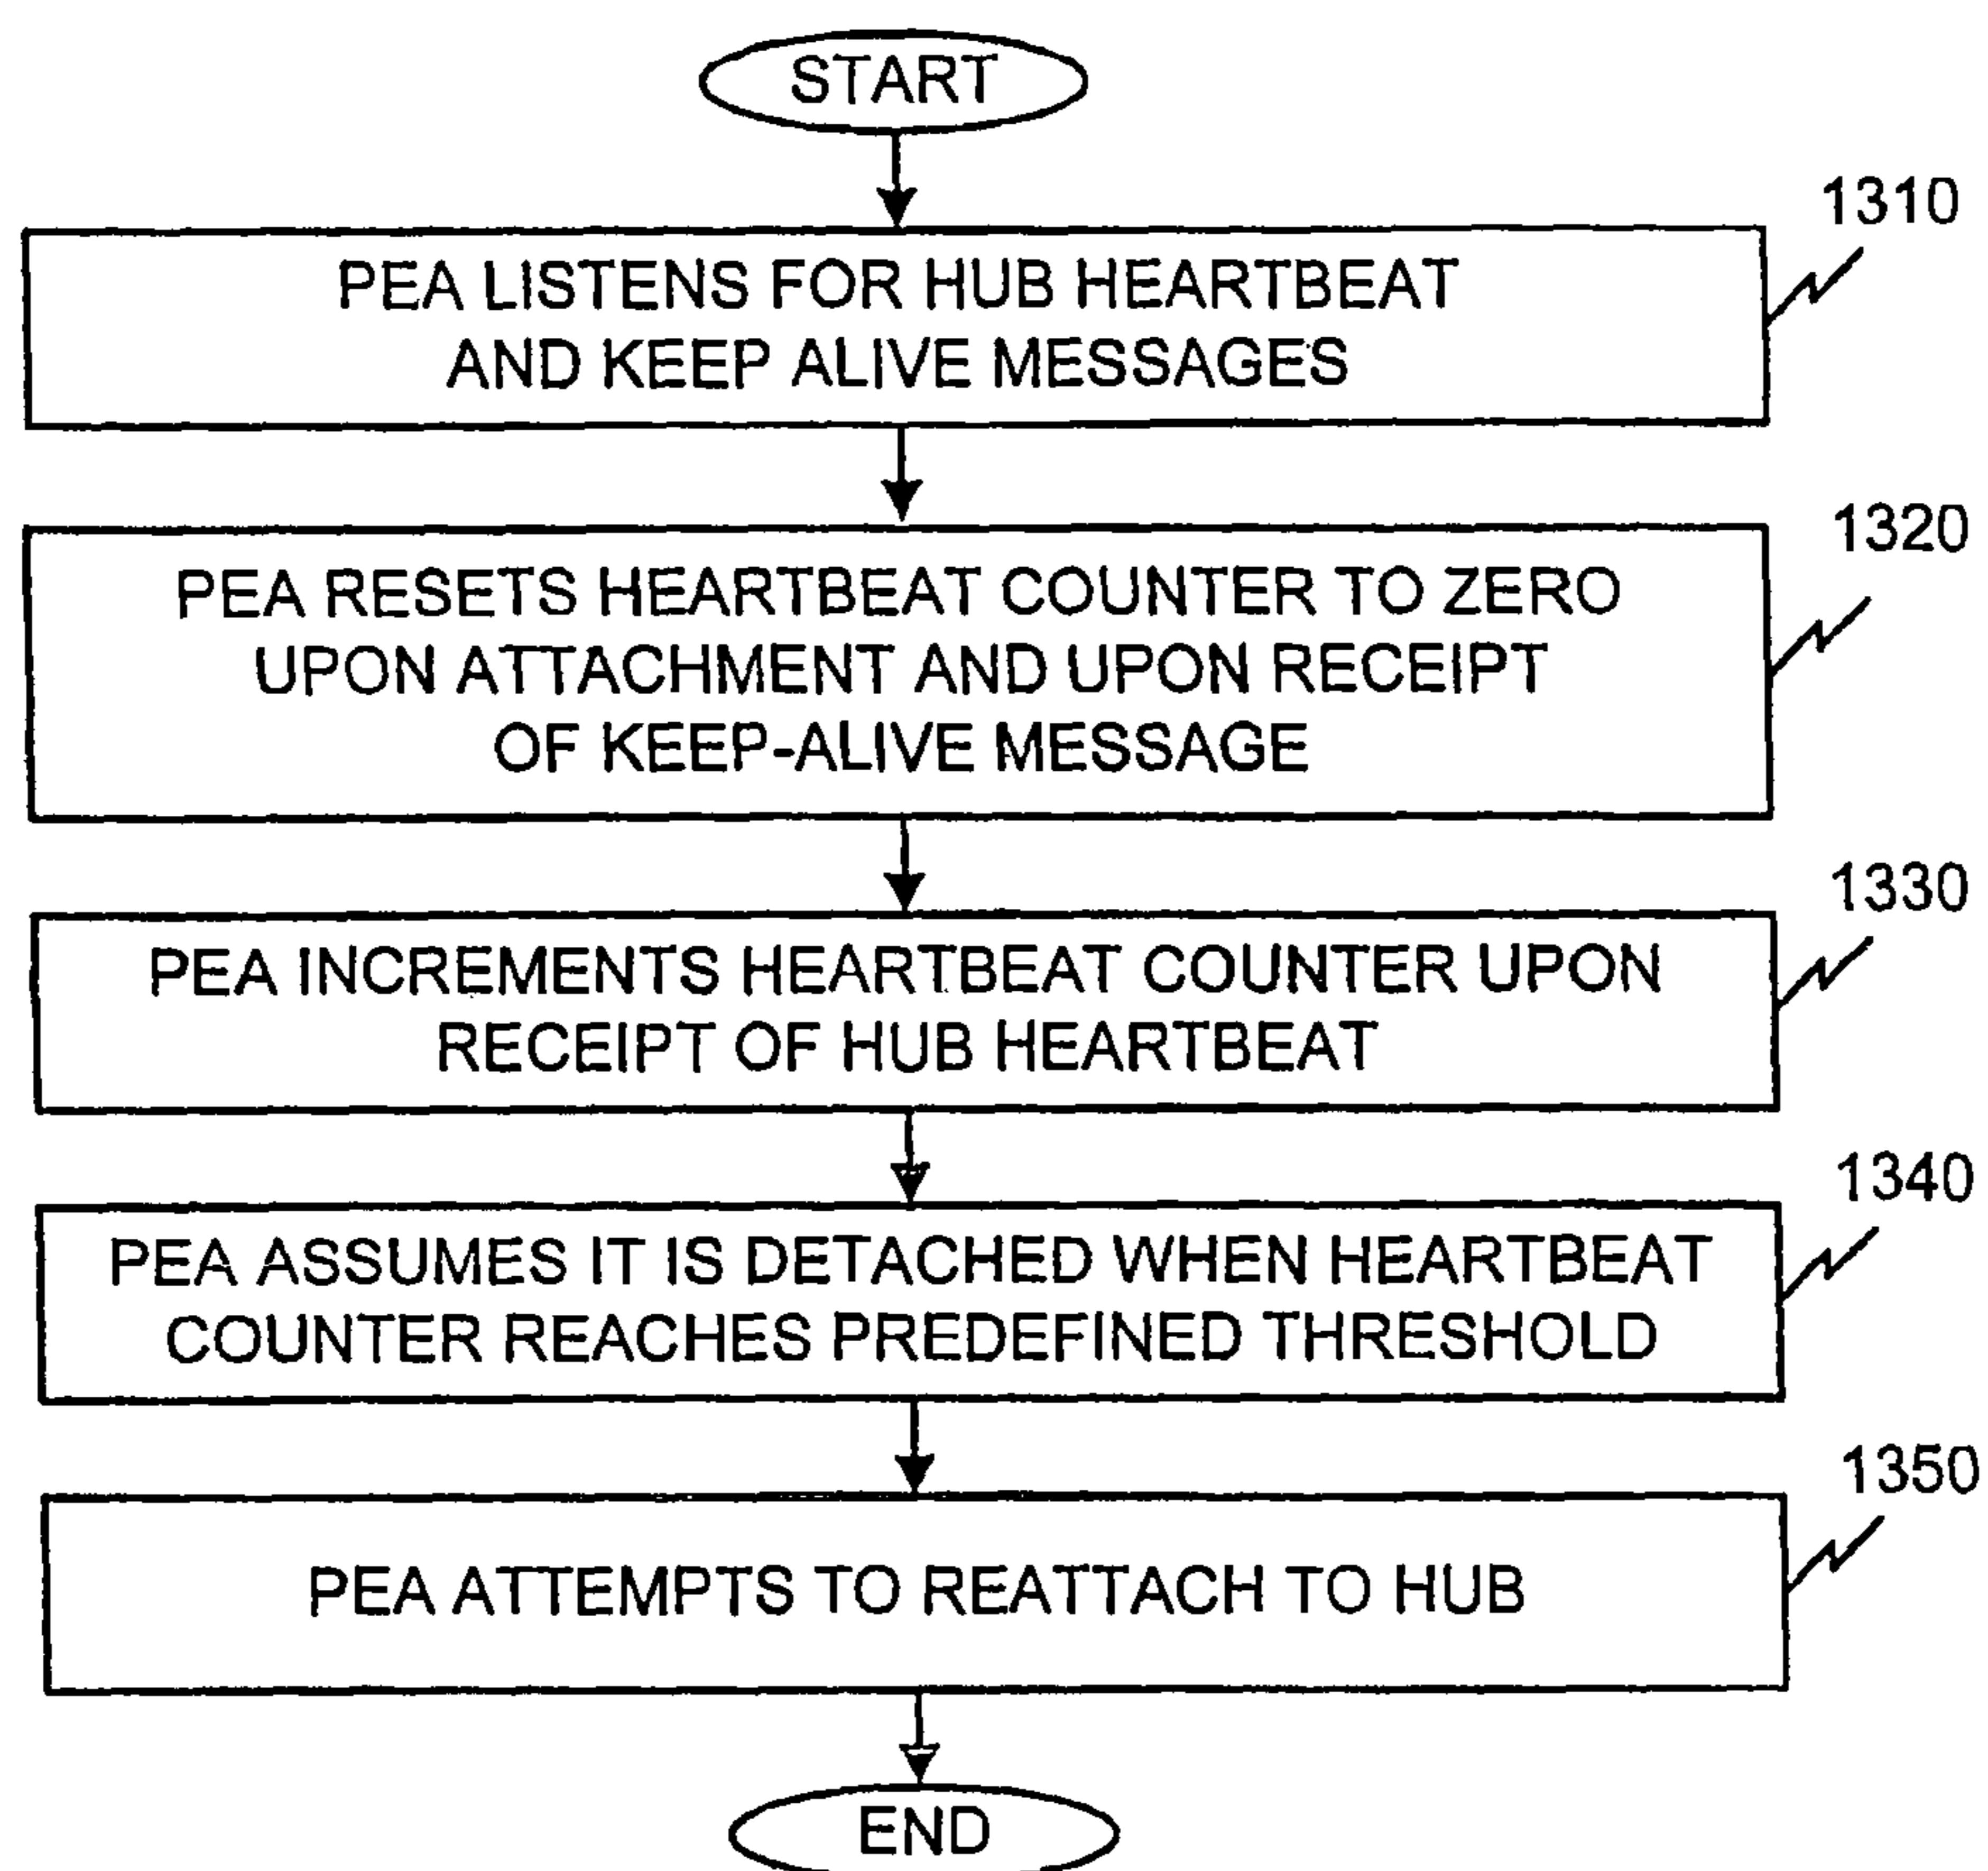 START
1310
PEA LISTENS FOR HUB HEARTBEAT
AND KEEP ALIVE MESSAGES
1320
PEA RESETS HEARTBEAT COUNTER TO ZERO
UPON ATTACHMENT AND UPON RECEIPT
OF KEEP-ALIVE MESSAGE
1330
PEA INCREMENTS HEARTBEAT COUNTER UPON
RECEIPT OF HUB HEARTBEAT
1340
PEA ASSUMES IT IS DETACHED WHEN HEARTBEAT
COUNTER REACHES PREDEFINED THRESHOLD
1350
PEA ATTEMPTS TO REATTACH TO HUB
END